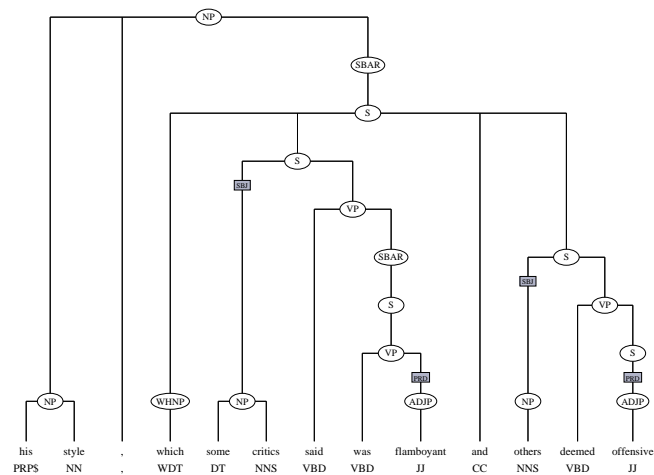 NP
SBAR
S
S
SBJ
VP
SBAR
S
SBJ
S
VP
VP
S
PRD
PRD
NP
WHNP
NP
ADJP
NP
ADJP
his style , which some critics said was flamboyant and others deemed offensive
PRP$ NN , WDT DT NNS VBD VBD JJ CC NNS VBD JJ